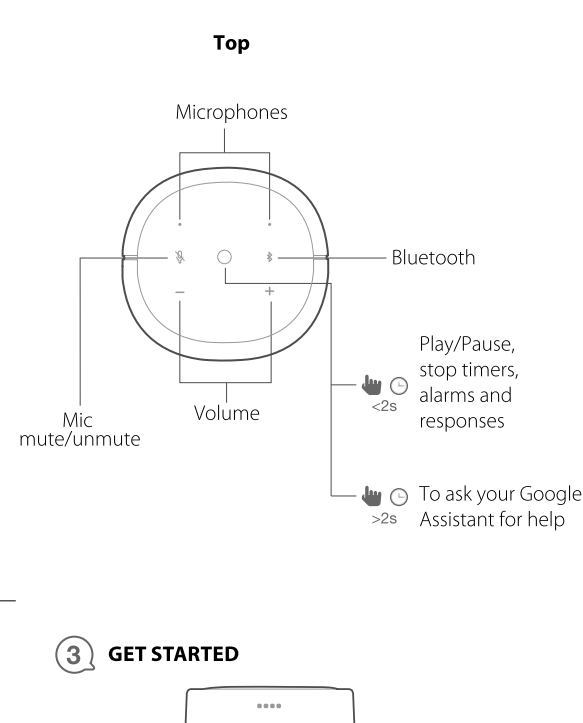 Top
Microphones
Bluetooth
Play/Pause,
stop timers,
alarms and
responses
<2s
Volume
Mic
mute/unmute
To ask your Google
Assistant for help
>2s
3 GET STARTED